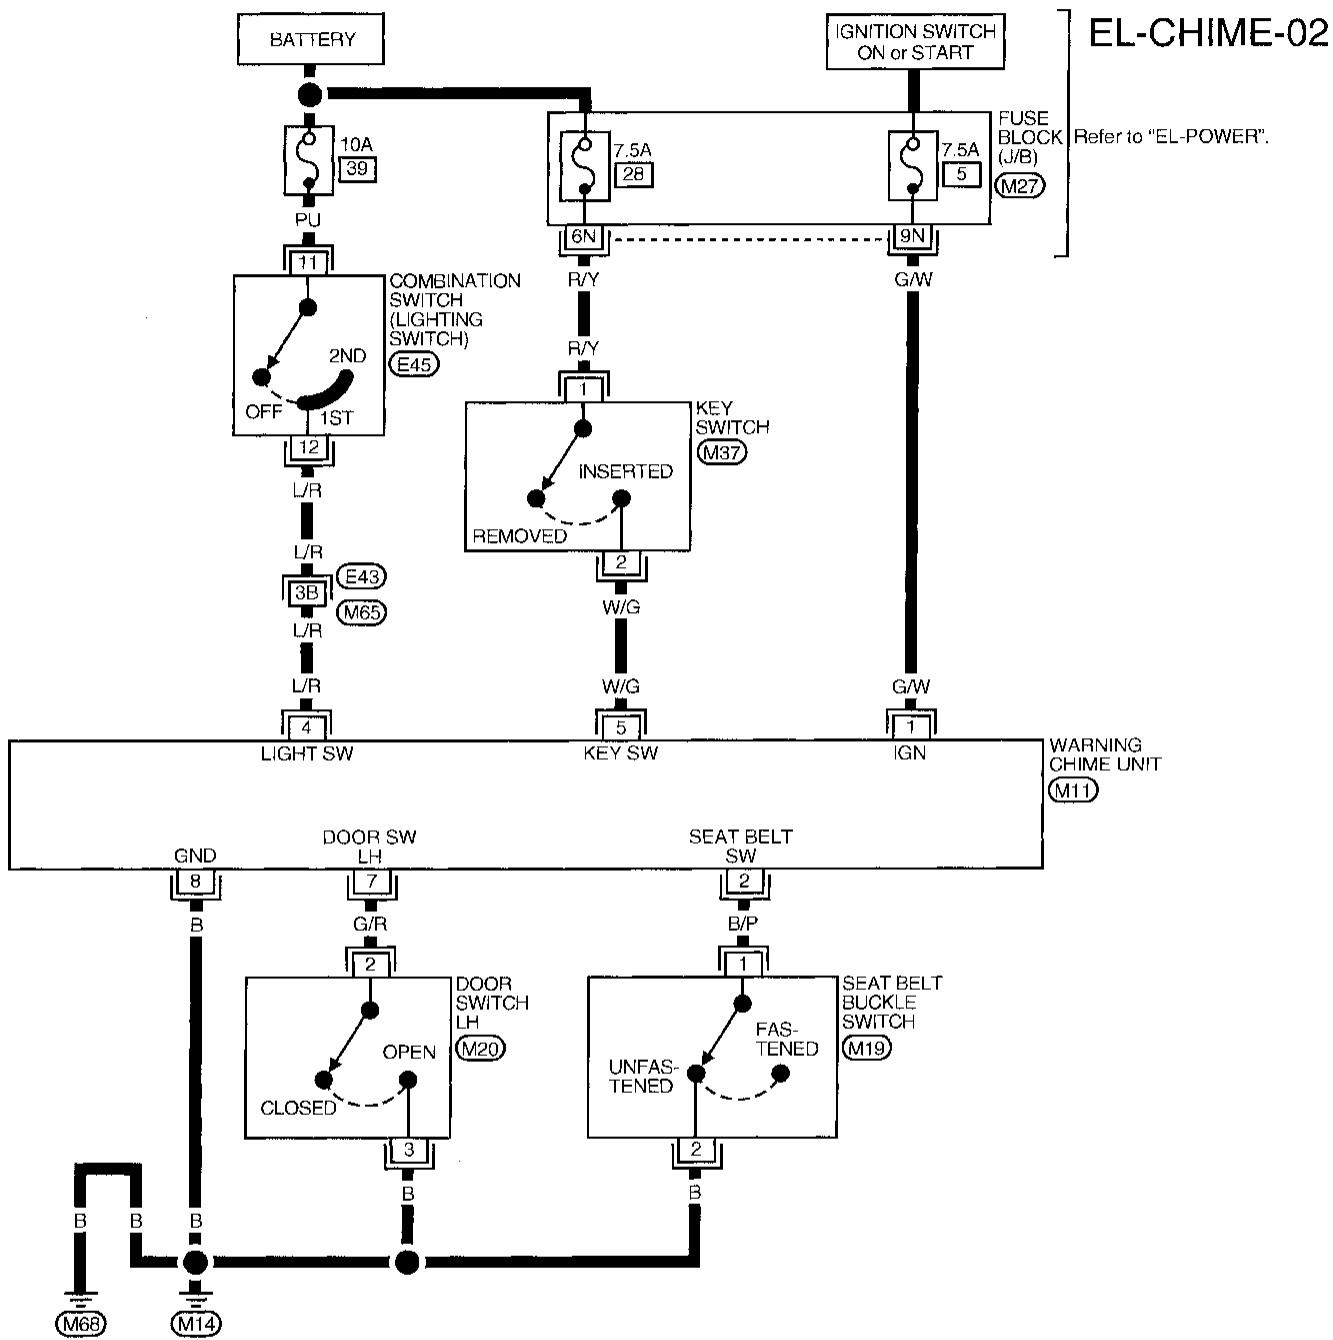 EL-CHIME-02
BATTERY
IGNITION SWITCH
ON or START
10A
39
7.5A
28
7.5A
5
FUSE
BLOCK
(J/B)
M27
Refer to "EL-POWER".
PU
6N
9N
11
R/Y
G/W
COMBINATION
SWITCH
(LIGHTING
SWITCH)
E45
2ND
OFF
1ST
R/Y
1
KEY
SWITCH
M37
12
INSERTED
REMOVED
L/R
L/R
2
3B
E43
M65
W/G
L/R
L/R
W/G
G/W
4
5
1
LIGHT SW
KEY SW
IGN
WARNING
CHIME UNIT
M11
GND
DOOR SW
LH
SEAT BELT
SW
8
7
2
B
G/R
B/P
2
1
DOOR
SWITCH
LH
M20
OPEN
CLOSED
SEAT BELT
BUCKLE
SWITCH
M19
FAS-
TENED
UNFAS-
TENED
3
2
B
B
B
B
B
M68
M14